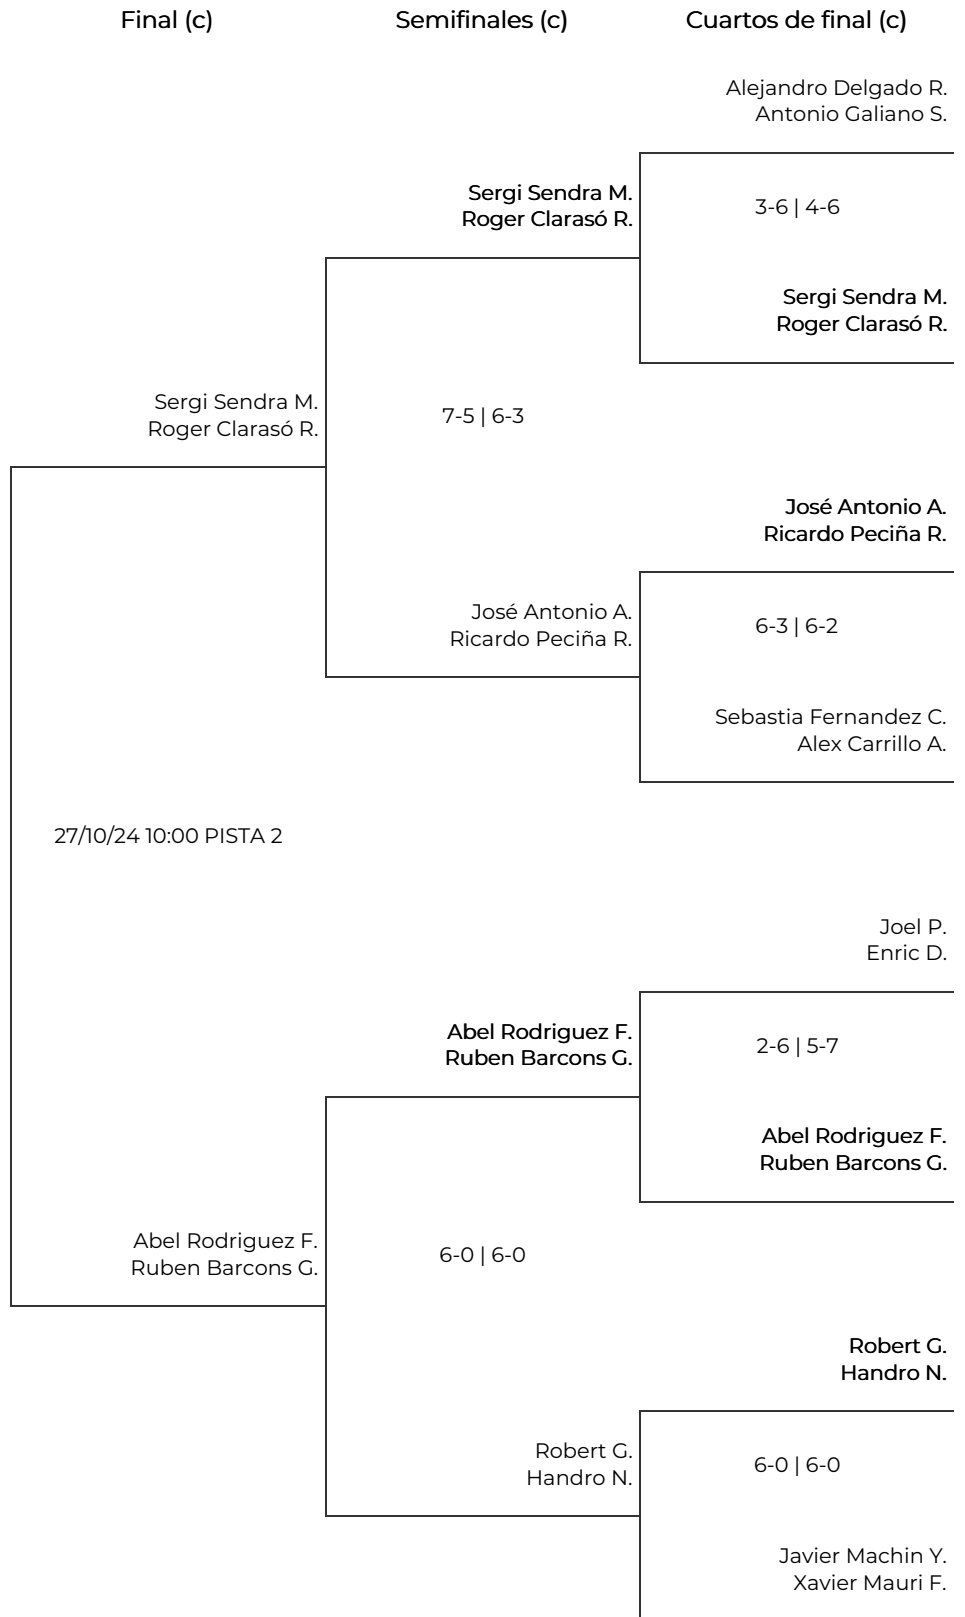 Final (c)
Semifinales (c)
Cuartos de final (c)
Alejandro Delgado R.
Antonio Galiano S.
Sergi Sendra M.
Roger Clarasó R.
3-6 | 4-6
Sergi Sendra M.
Roger Clarasó R.
Sergi Sendra M.
Roger Clarasó R.
7-5 | 6-3
José Antonio A.
Ricardo Peciña R.
José Antonio A.
Ricardo Peciña R.
6-3 | 6-2
Sebastia Fernandez C.
Alex Carrillo A.
27/10/24 10:00 PISTA 2
Joel P.
Enric D.
Abel Rodriguez F.
Ruben Barcons G.
2-6 | 5-7
Abel Rodriguez F.
Ruben Barcons G.
Abel Rodriguez F.
Ruben Barcons G.
6-0 | 6-0
Robert G.
Handro N.
Robert G.
Handro N.
6-0 | 6-0
Javier Machin Y.
Xavier Mauri F.